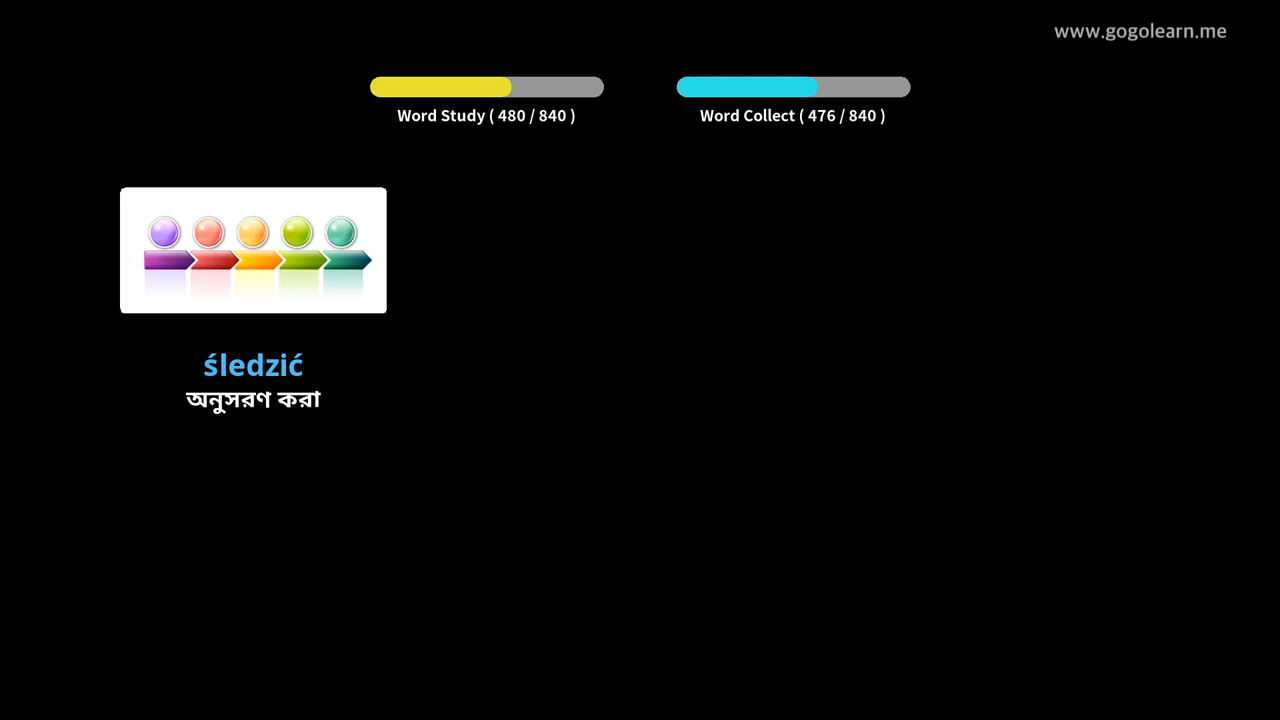 www.gogolearn.me
Word Study ( 480 / 840 )
Word Collect ( 476 / 840 )
śledzić
অনুসরণ করা